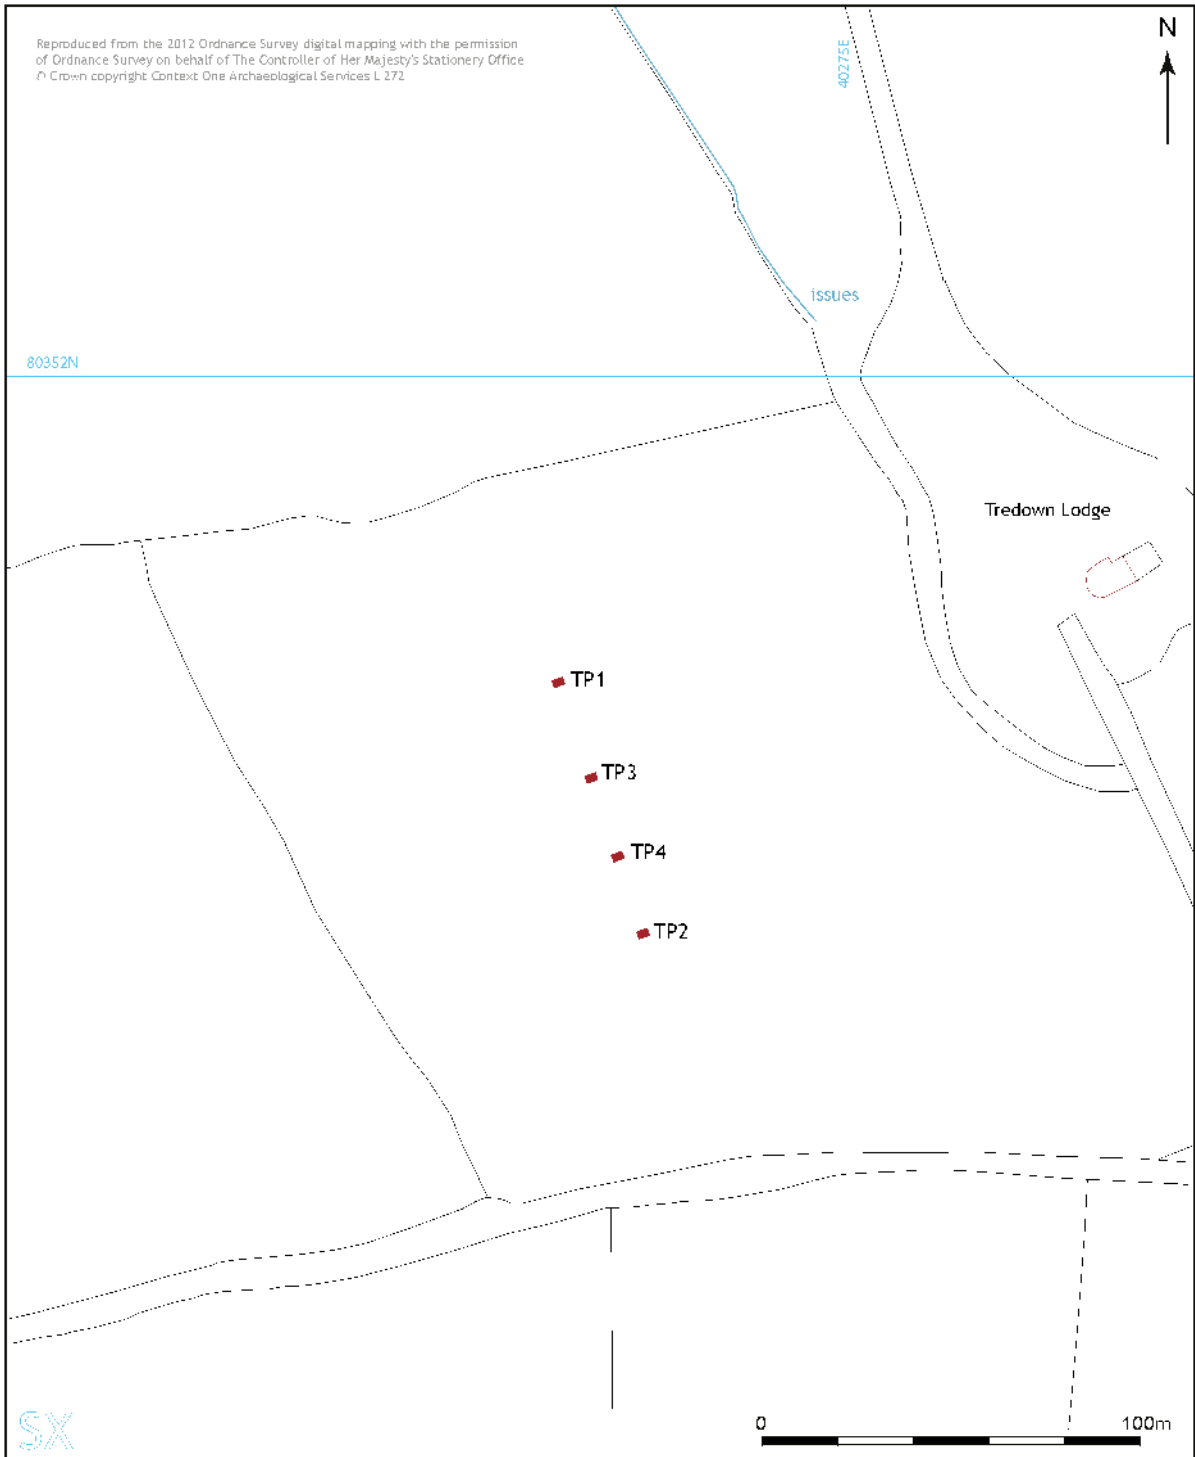 Reproduced from the 2012 Ordnance Survey digital mapping with the permission
of Ordnance Survey on behalf of The Controller of Her Majesty's Stationery Office
© Crown copyright Context One Archaeological Services L 272
40275E
N
issues
80352N
Tredown Lodge
TP1
TP3
TP4
TP2
SX
0 100m